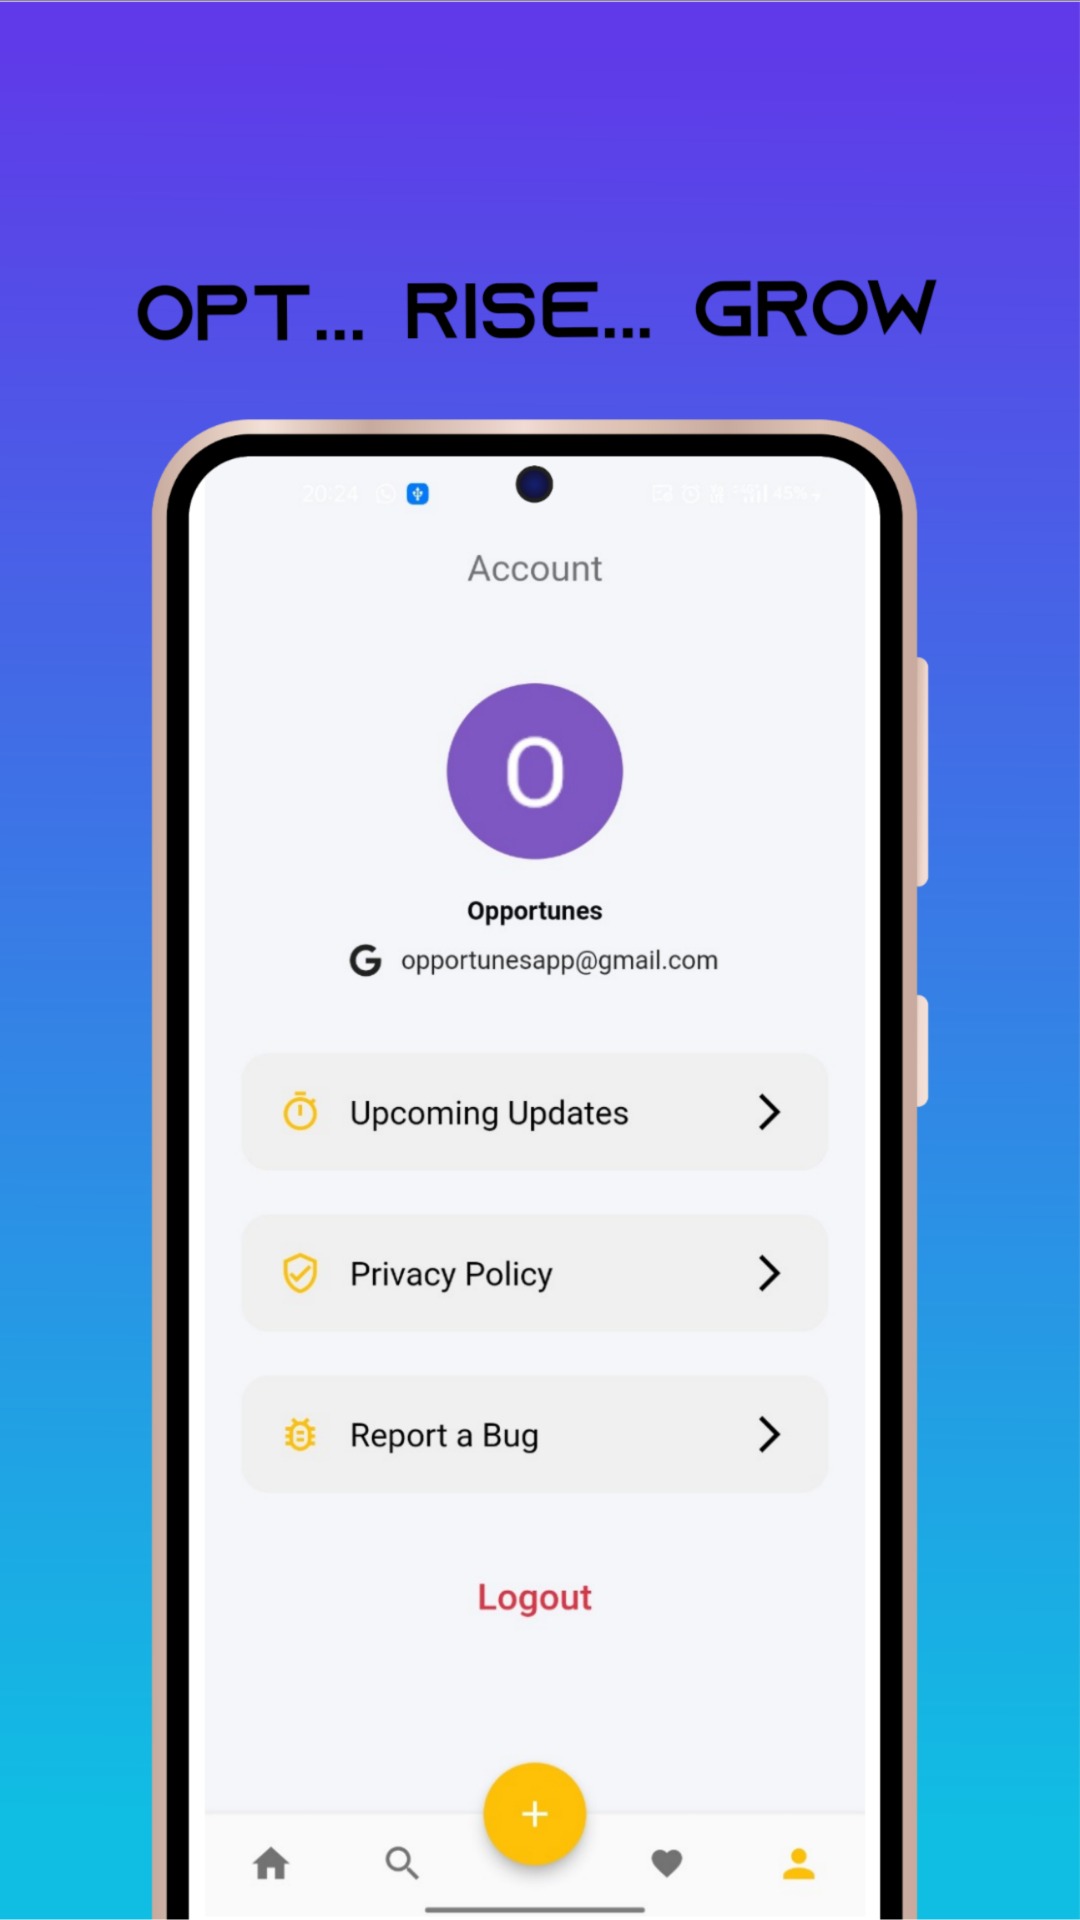 OPT... RISE... GROW
20:24 45%
Account
O
Opportunes
G opportunesapp@gmail.com
Upcoming Updates
Privacy Policy
Report a Bug
Logout